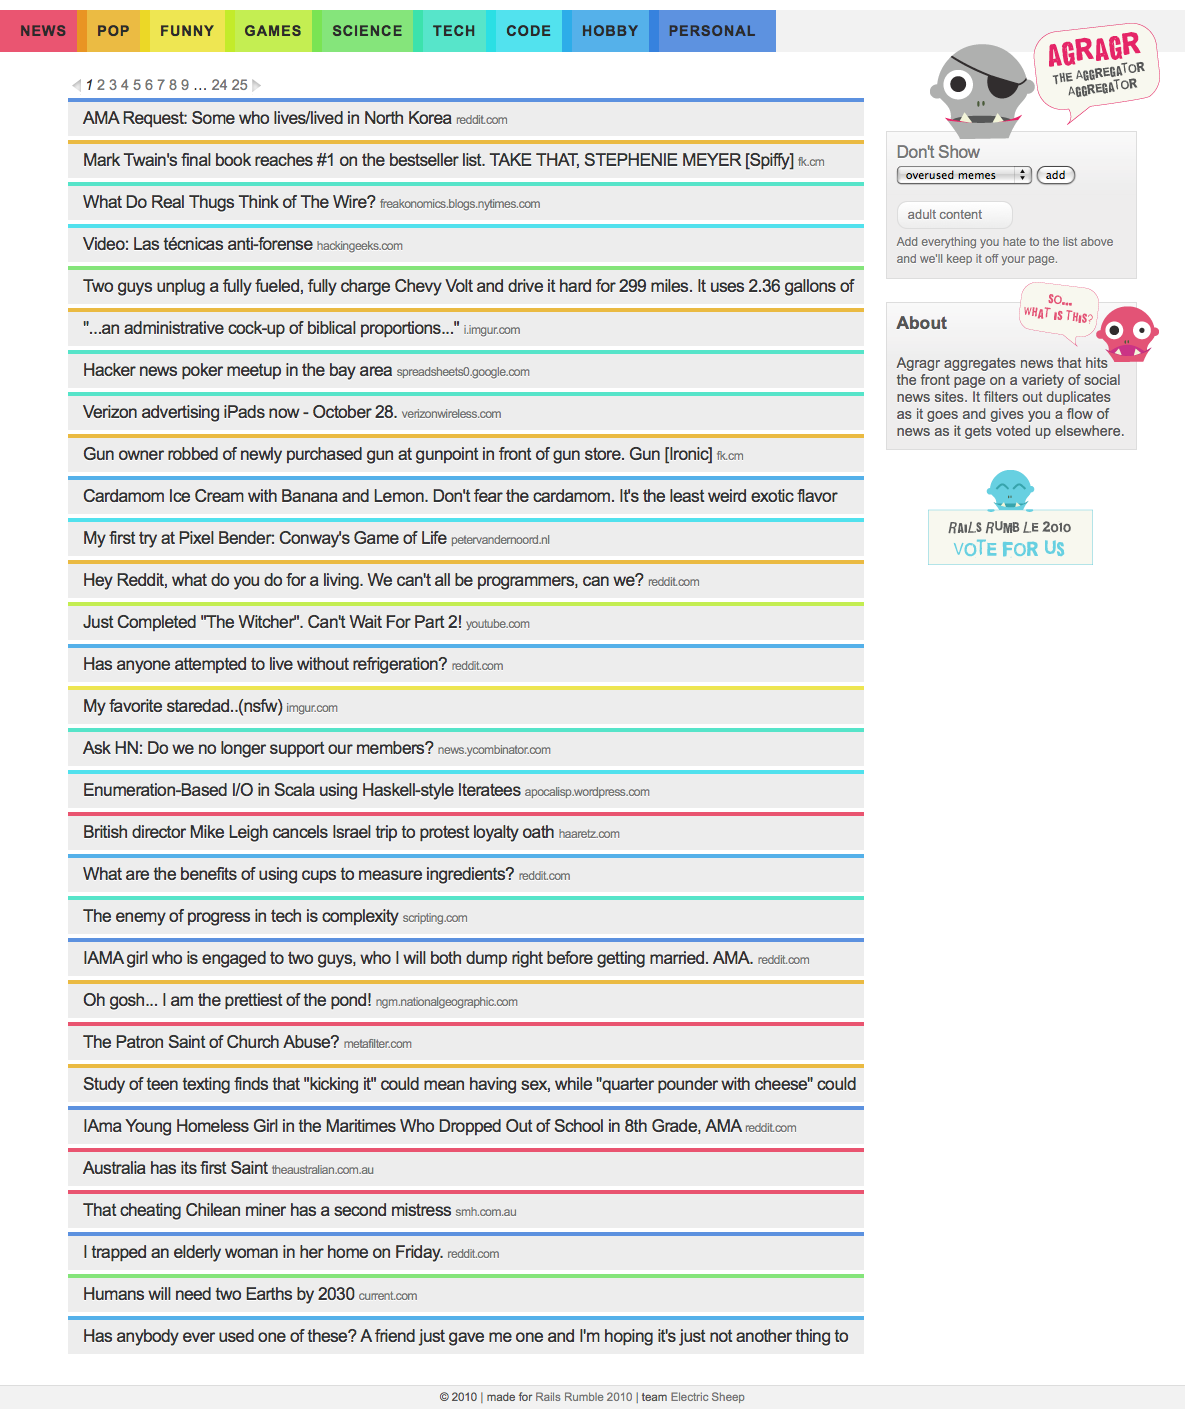 NEWS POP FUNNY GAMES SCIENCE TECH CODE HOBBY PERSONAL
AGRAGR
THE AGGREGATOR
AGGREGATOR
1 2 3 4 5 6 7 8 9 ... 24 25
AMA Request: Some who lives/lived in North Korea reddit.com
Mark Twain's final book reaches #1 on the bestseller list. TAKE THAT, STEPHENIE MEYER [Spiffy] fk.cm
What Do Real Thugs Think of The Wire? freakonomics.blogs.nytimes.com
Video: Las técnicas anti-forense hackingeeks.com
Two guys unplug a fully fueled, fully charge Chevy Volt and drive it hard for 299 miles. It uses 2.36 gallons of
"...an administrative cock-up of biblical proportions..." i.imgur.com
Hacker news poker meetup in the bay area spreadsheets0.google.com
Verizon advertising iPads now - October 28. verizonwireless.com
Gun owner robbed of newly purchased gun at gunpoint in front of gun store. Gun [Ironic] fk.cm
Cardamom Ice Cream with Banana and Lemon. Don't fear the cardamom. It's the least weird exotic flavor
My first try at Pixel Bender: Conway's Game of Life petervandernoord.nl
Hey Reddit, what do you do for a living. We can't all be programmers, can we? reddit.com
Just Completed "The Witcher". Can't Wait For Part 2! youtube.com
Has anyone attempted to live without refrigeration? reddit.com
My favorite staredad..(nsfw) imgur.com
Ask HN: Do we no longer support our members? news.ycombinator.com
Enumeration-Based I/O in Scala using Haskell-style Iteratees apocalisp.wordpress.com
British director Mike Leigh cancels Israel trip to protest loyalty oath haaretz.com
What are the benefits of using cups to measure ingredients? reddit.com
The enemy of progress in tech is complexity scripting.com
IAMA girl who is engaged to two guys, who I will both dump right before getting married. AMA. reddit.com
Oh gosh... I am the prettiest of the pond! ngm.nationalgeographic.com
The Patron Saint of Church Abuse? metafilter.com
Study of teen texting finds that "kicking it" could mean having sex, while "quarter pounder with cheese" could
IAma Young Homeless Girl in the Maritimes Who Dropped Out of School in 8th Grade, AMA reddit.com
Australia has its first Saint theaustralian.com.au
That cheating Chilean miner has a second mistress smh.com.au
I trapped an elderly woman in her home on Friday. reddit.com
Humans will need two Earths by 2030 current.com
Has anybody ever used one of these? A friend just gave me one and I'm hoping it's just not another thing to
Don't Show
overused memes add
adult content
Add everything you hate to the list above
and we'll keep it off your page.
SO...
WHAT IS THIS?
About
Agragr aggregates news that hits
the front page on a variety of social
news sites. It filters out duplicates
as it goes and gives you a flow of
news as it gets voted up elsewhere.
RAILS RUMBLE 2010
VOTE FOR US
© 2010 | made for Rails Rumble 2010 | team Electric Sheep